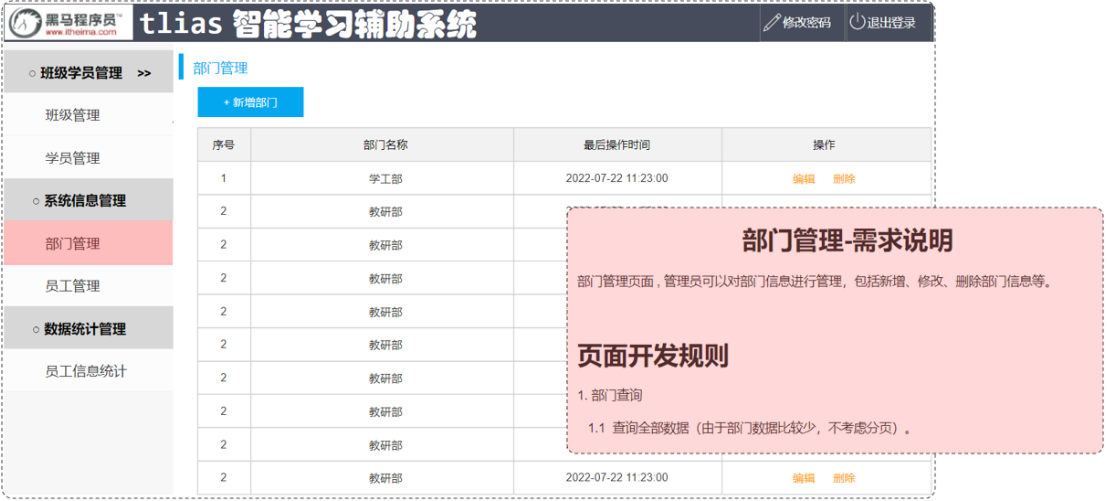 黑马程序员™
www.itheima.com
tlias 智能学习辅助系统
修改密码
退出登录
班级学员管理 >>
班级管理
学员管理
系统信息管理
部门管理
员工管理
数据统计管理
员工信息统计
部门管理
+ 新增部门
序号 部门名称 最后操作时间 操作
1 学工部 2022-07-22 11:23:00 编辑 删除
2 教研部
2 教研部
2 教研部
2 教研部
2 教研部
2 教研部
2 教研部
2 教研部
2 教研部 2022-07-22 11:23:00 编辑 删除
部门管理-需求说明
部门管理页面 , 管理员可以对部门信息进行管理，包括新增、修改、删除部门信息等。
页面开发规则
1. 部门查询
1.1 查询全部数据（由于部门数据比较少，不考虑分页）。